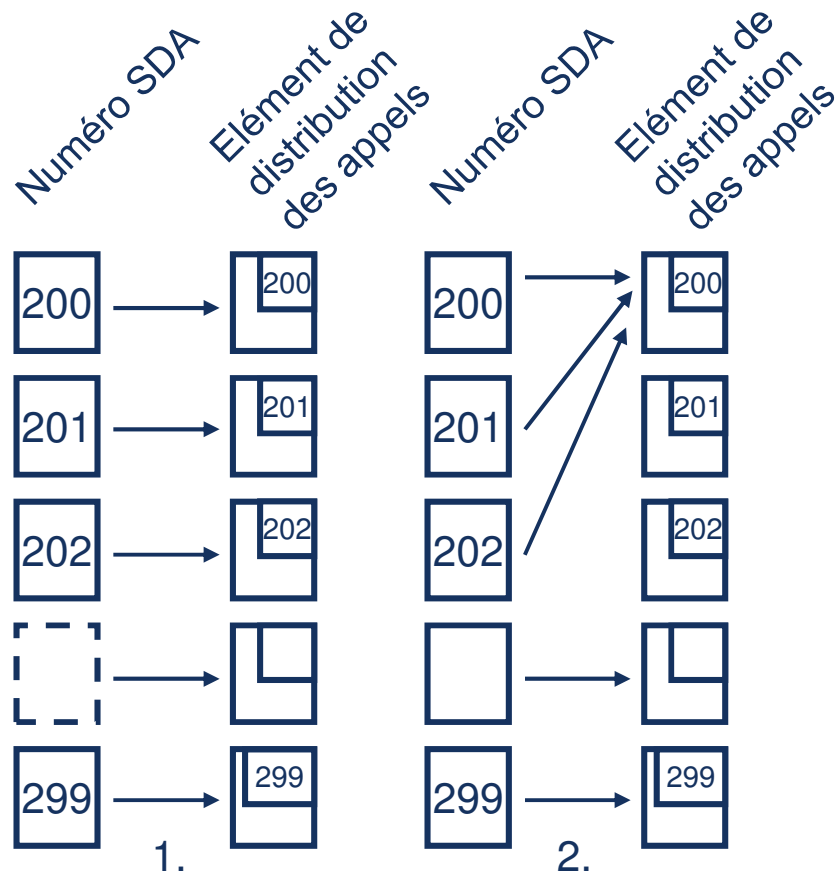 Numéro SDA
Elément de
distribution
des appels
Numéro SDA
Elément de
distribution
des appels
200
200
200
200
201
201
201
201
202
202
202
202
299
299
299
299
1.
2.